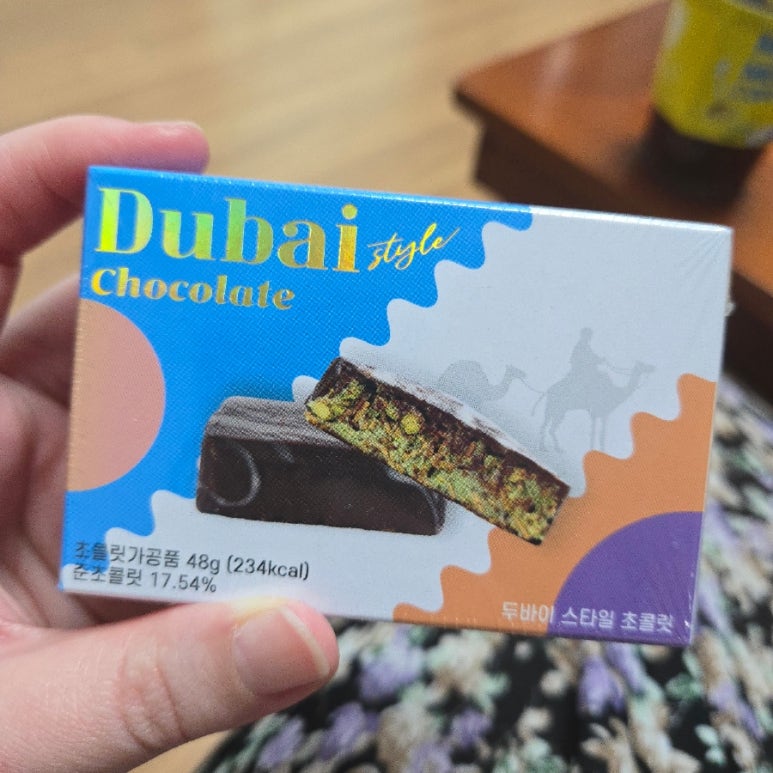 Dubai style
Chocolate
초콜릿가공품 48g (234kcal)
준초콜릿 17.54%
두바이 스타일 초콜릿